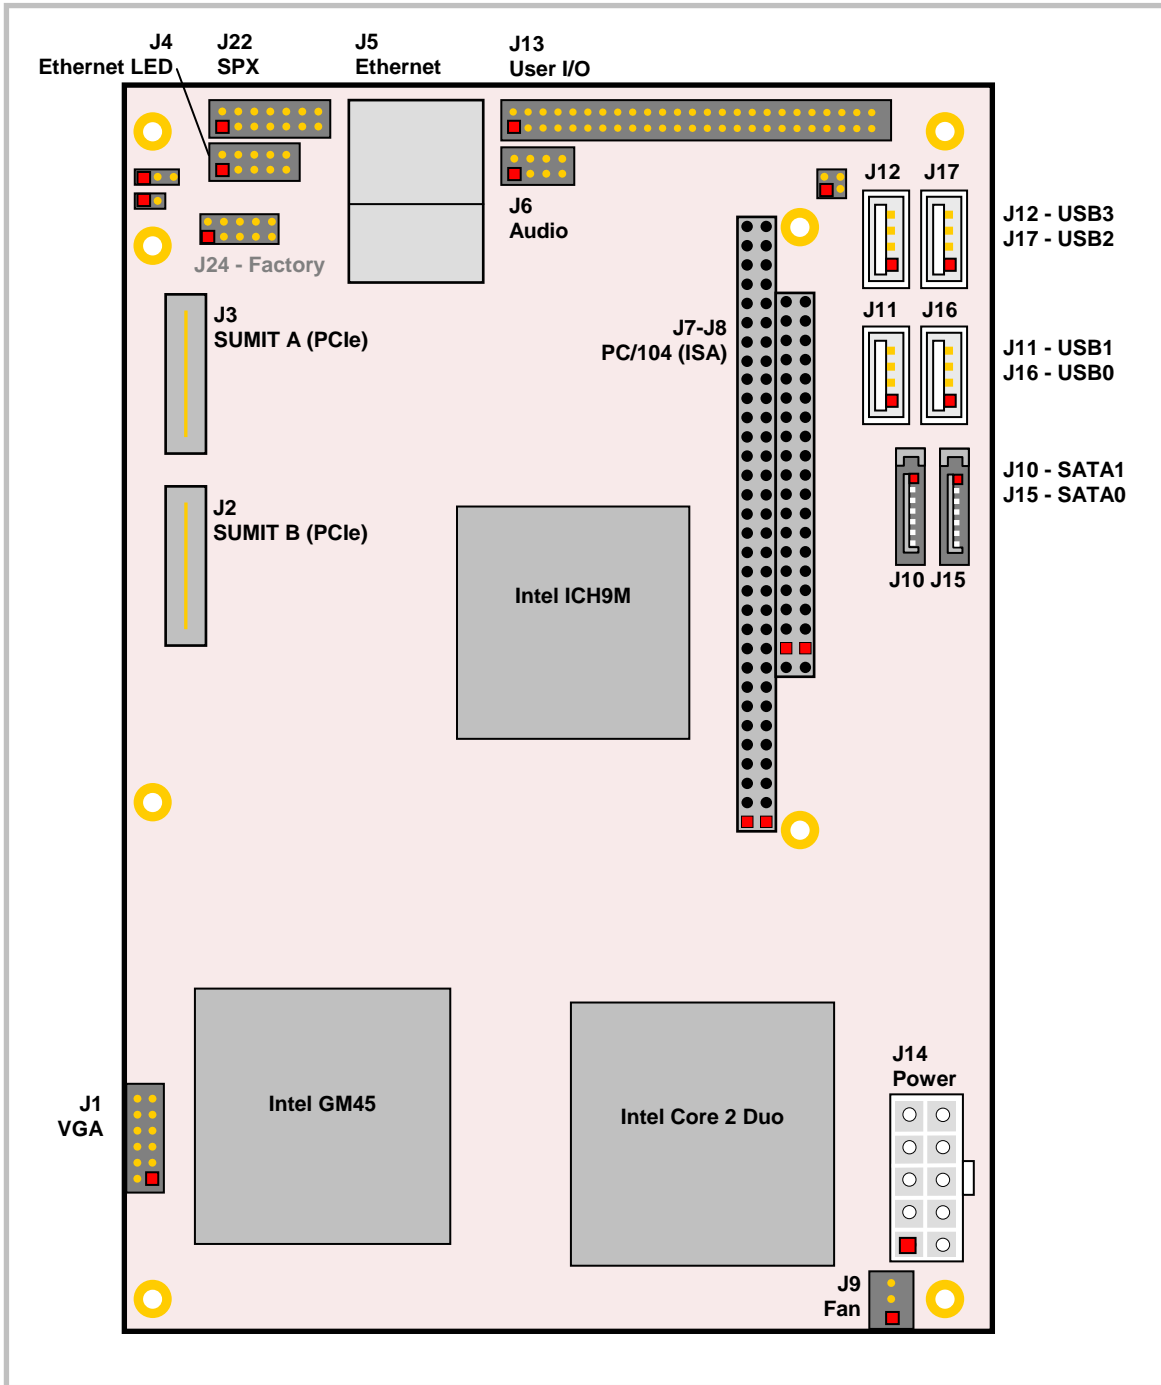 J4
Ethernet LED
J22
SPX
J5
Ethernet
J13
User I/O
J6
Audio
J12
J17
J12 - USB3
J17 - USB2
J24 - Factory
J3
SUMIT A (PCIe)
J7-J8
PC/104 (ISA)
J11
J16
J11 - USB1
J16 - USB0
J10 - SATA1
J15 - SATA0
J2
SUMIT B (PCIe)
J10
J15
Intel ICH9M
J1
VGA
Intel GM45
Intel Core 2 Duo
J14
Power
J9
Fan